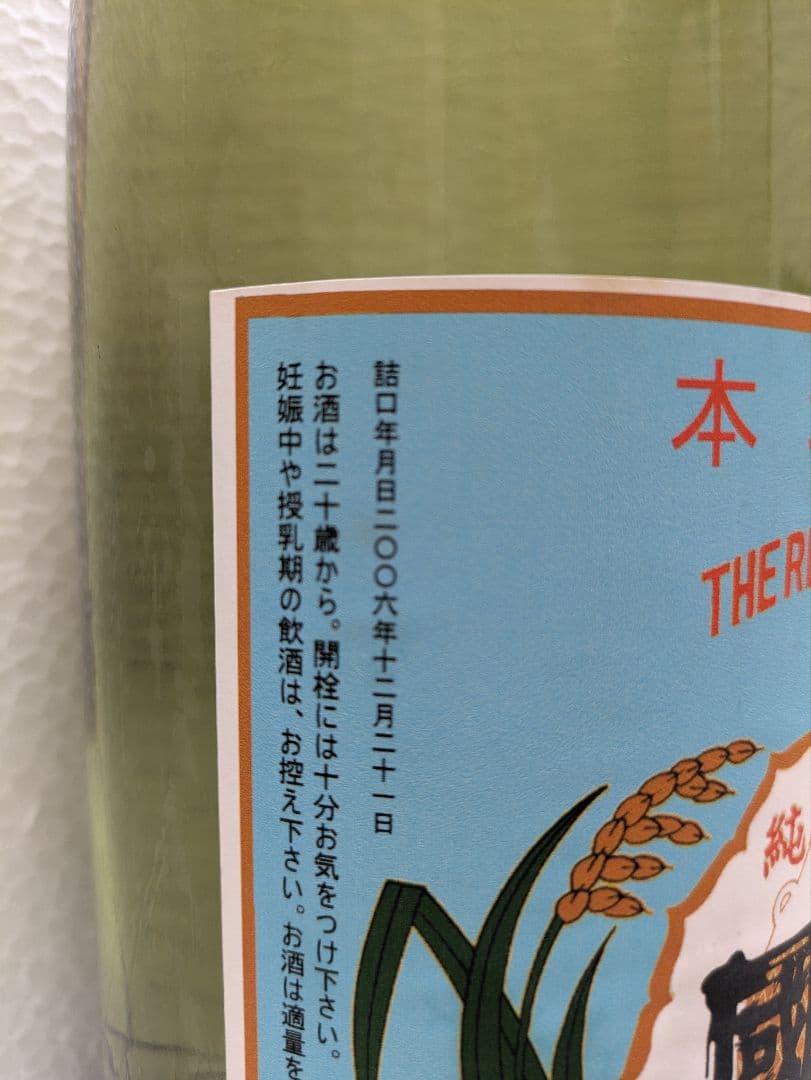 本
THE
純
詰口年月日二〇〇六年十二月二十一日
お酒は二十歳から。開栓には十分お気をつけ下さい。
妊娠中や授乳期の飲酒は、お控え下さい。お酒は適量を